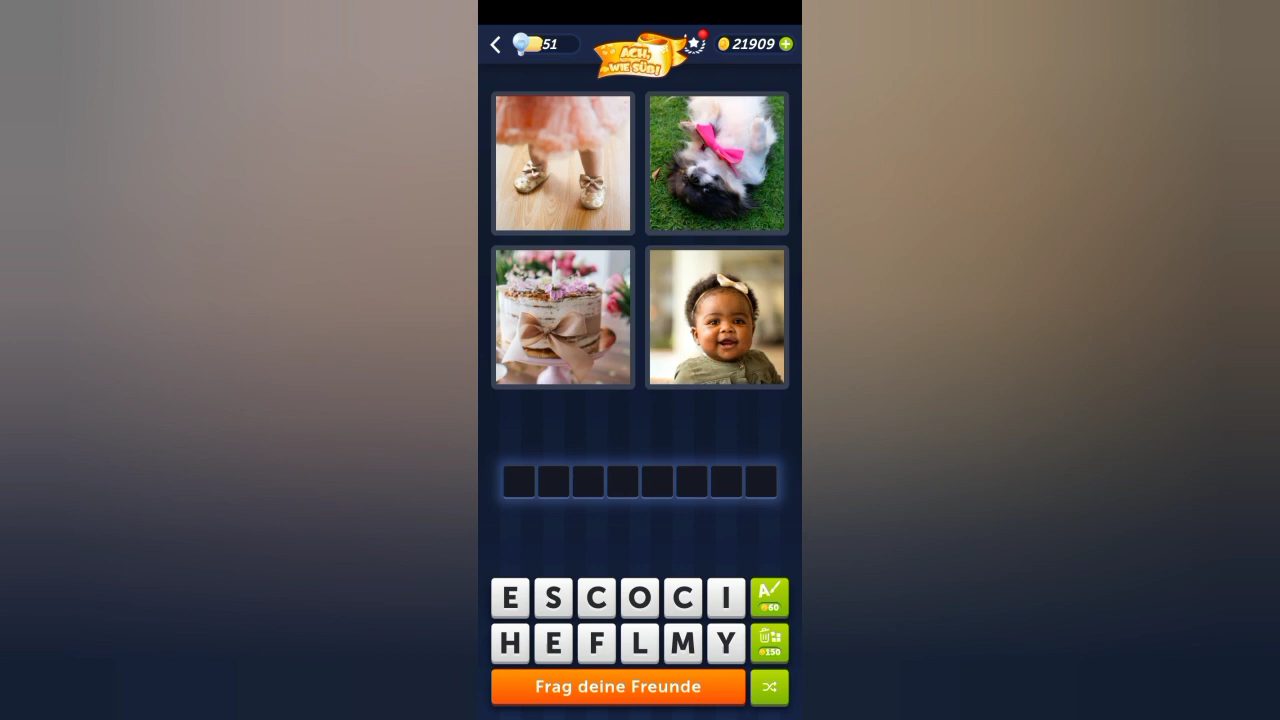 51
ACH,
WIE SÜß!
21909
E S C O C I
60
H E F L M Y
150
Frag deine Freunde